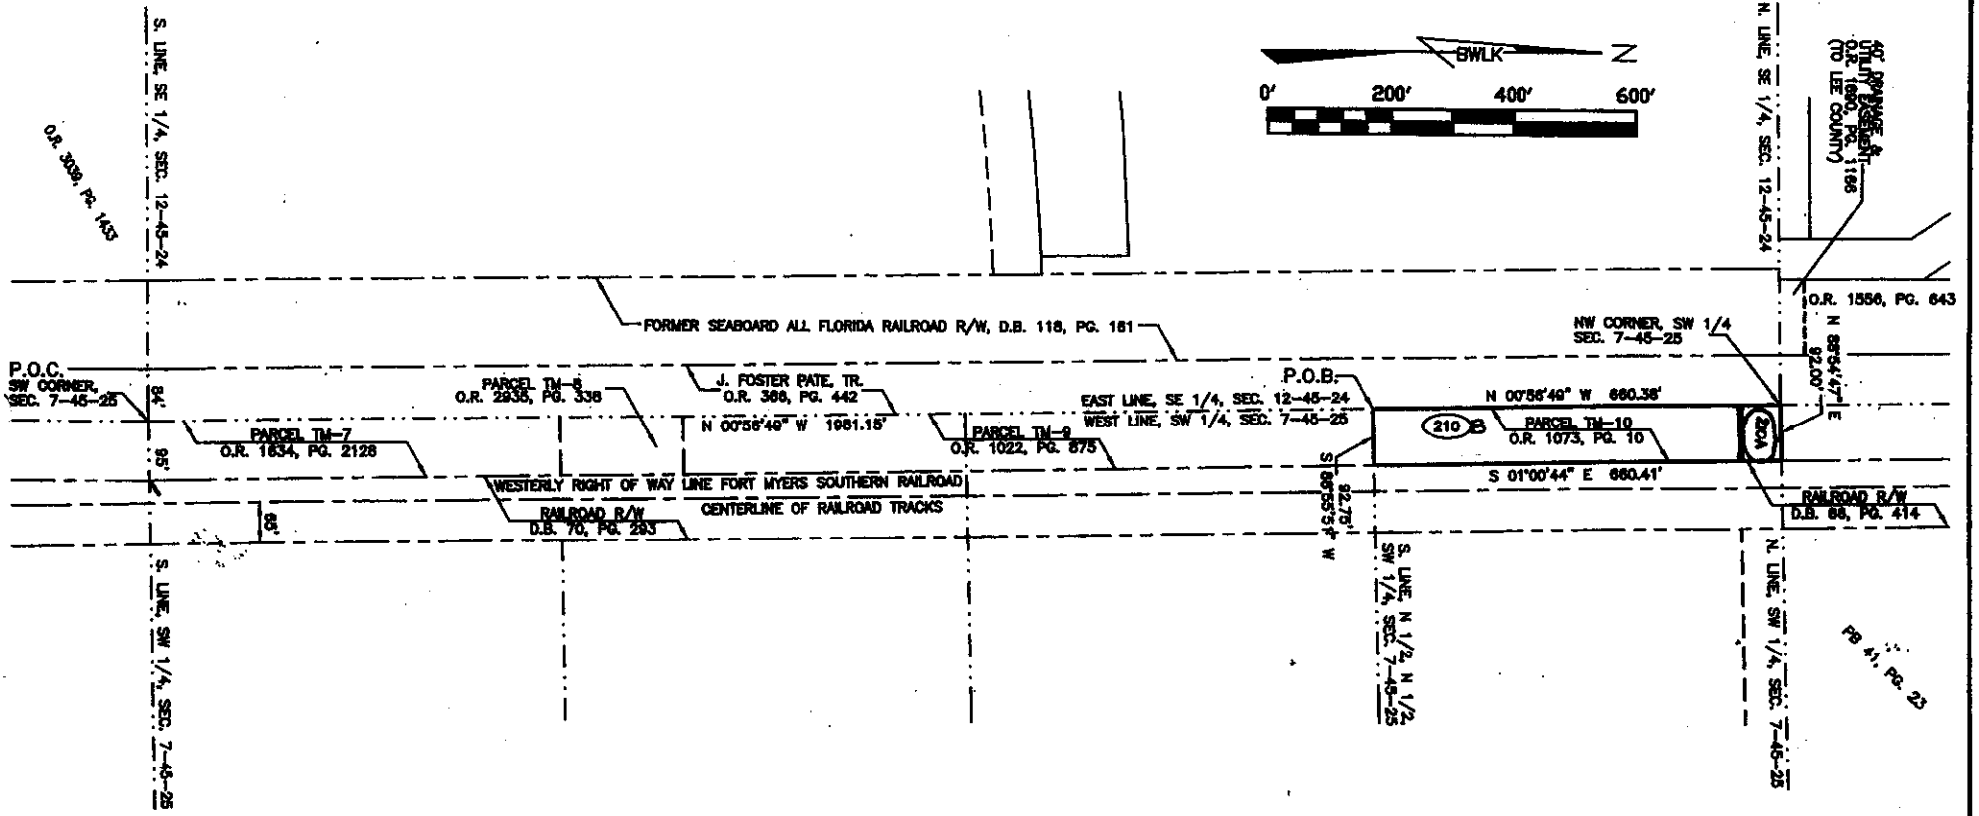 S. LINE, SE 1/4, SEC. 12-45-24
O.R. 3039, PG. 1433
BWLK
N
0' 200' 400' 600'
N. LINE, SE 1/4, SEC. 12-45-24
40' DRAINAGE &
UTILITY EASEMENT
O.R. 1690, PG. 1166
(TO LEE COUNTY)
O.R. 1556, PG. 643
N 88°54'47" E
92.00'
FORMER SEABOARD ALL FLORIDA RAILROAD R/W, D.B. 118, PG. 181
NW CORNER, SW 1/4
SEC. 7-45-25
P.O.C.
SW CORNER,
SEC. 7-45-25
84'
95'
PARCEL TM-7
O.R. 1634, PG. 2128
PARCEL TM-8
O.R. 2935, PG. 338
J. FOSTER PATE, TR.
O.R. 366, PG. 442
N 00°56'49" W 1981.15'
EAST LINE, SE 1/4, SEC. 12-45-24
WEST LINE, SW 1/4, SEC. 7-45-25
PARCEL TM-9
O.R. 1022, PG. 875
P.O.B.
N 00°56'49" W 660.38'
210 B
PARCEL TM-10
O.R. 1073, PG. 10
210A
S 01°00'44" E 660.41'
S 88°55'51" W
92.75'
WESTERLY RIGHT OF WAY LINE FORT MYERS SOUTHERN RAILROAD
CENTERLINE OF RAILROAD TRACKS
RAILROAD R/W
D.B. 70, PG. 293
65'
RAILROAD R/W
D.B. 68, PG. 414
S. LINE, SW 1/4, SEC. 7-45-25
S. LINE, N 1/2, N 1/2,
SW 1/4, SEC. 7-45-25
N. LINE, SW 1/4, SEC. 7-45-25
PB 41, PG. 23